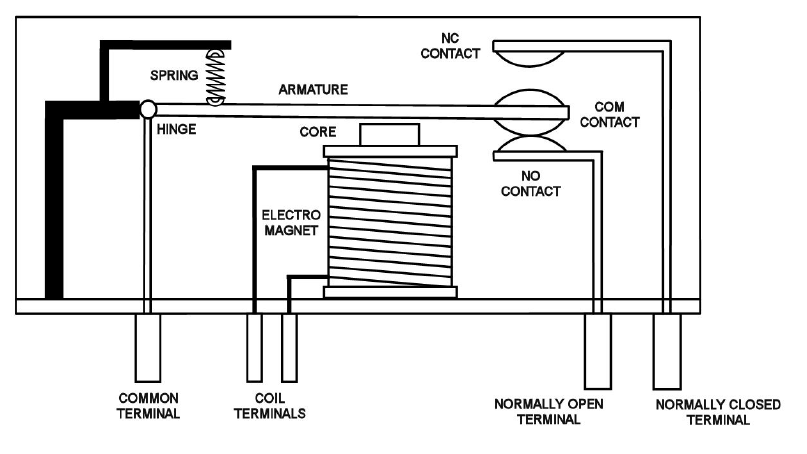 NC
CONTACT
SPRING
ARMATURE
COM
CONTACT
HINGE
CORE
NO
CONTACT
ELECTRO
MAGNET
COMMON
TERMINAL
COIL
TERMINALS
NORMALLY OPEN
TERMINAL
NORMALLY CLOSED
TERMINAL